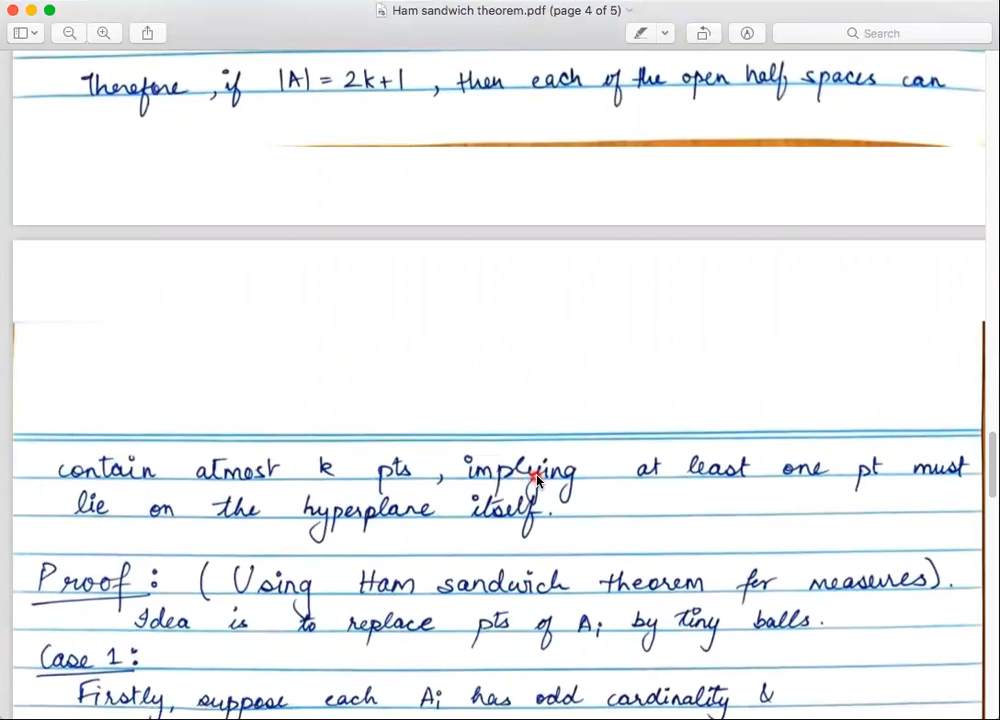 Ham sandwich theorem.pdf (page 4 of 5)
Search
Therefore, if |A| = 2k+1, then each of the open half spaces can
contain atmost k pts, implying at least one pt must
lie on the hyperplane itself.
Proof: (Using Ham sandwich theorem for measures).
Idea is to replace pts of Ai by tiny balls.
Case 1:
Firstly, suppose each Ai has odd cardinality &